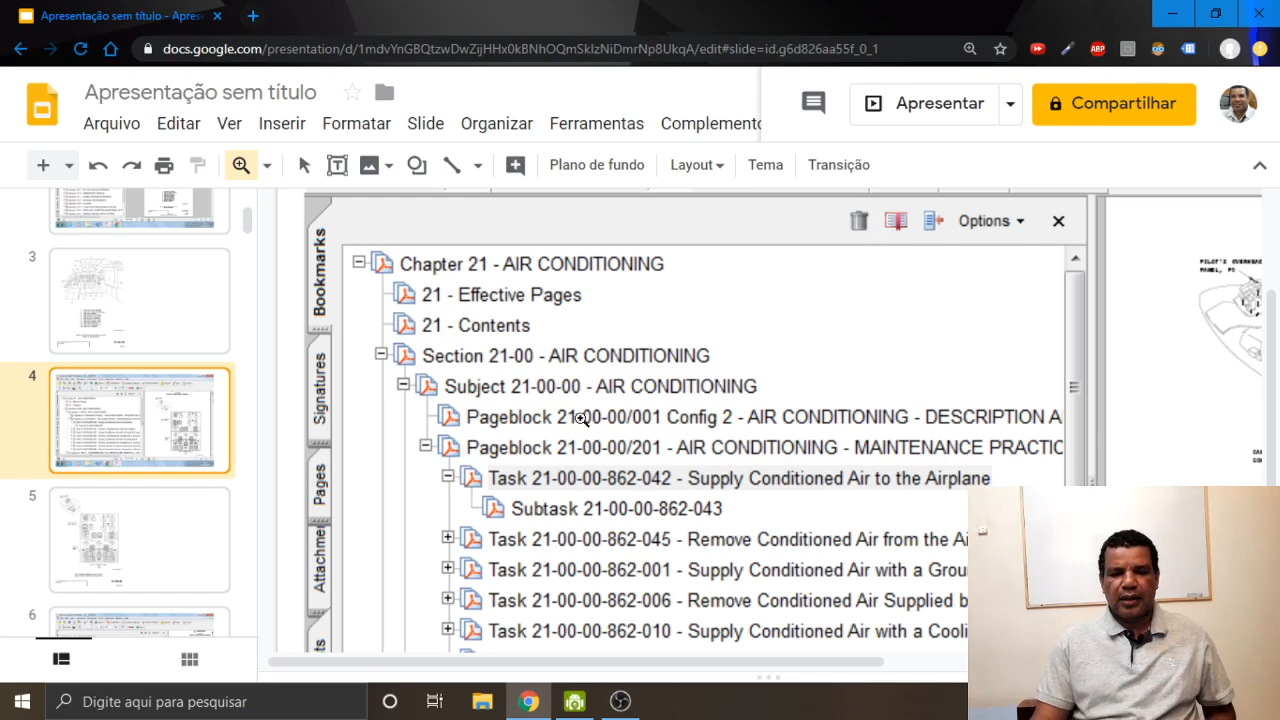 Apresentação sem título - Apres
docs.google.com/presentation/d/1mdvYnGBQtzwDwZijHHx0kBNhOQmSkIzNiDmrNp8UkqA/edit#slide=id.g6d826aa55f_0_1
ABP
Apresentação sem título
Apresentar
Compartilhar
Arquivo Editar Ver Inserir Formatar Slide Organizar Ferramentas Complemento
Plano de fundo Layout Tema Transição
3
4
5
6
Bookmarks
Signatures
Pages
Attachm
Options
Chapter 21 - AIR CONDITIONING
21 - Effective Pages
21 - Contents
Section 21-00 - AIR CONDITIONING
Subject 21-00-00 - AIR CONDITIONING
Pageblock 21-00-00/001 Config 2 - AIR CONDITIONING - DESCRIPTION A
Pageblock 21-00-00/201 - AIR CONDITIONING - MAINTENANCE PRACTIC
Task 21-00-00-862-042 - Supply Conditioned Air to the Airplane
Subtask 21-00-00-862-043
Task 21-00-00-862-045 - Remove Conditioned Air from the Ai
Task 21-00-00-862-001 - Supply Conditioned Air with a Grou
Task 21-00-00-862-006 - Remove Conditioned Air Supplied b
Task 21-00-00-862-010 - Supply Conditioned Air with a Cooli
PILOT'S OVERHEA
PANEL, P5
Digite aqui para pesquisar